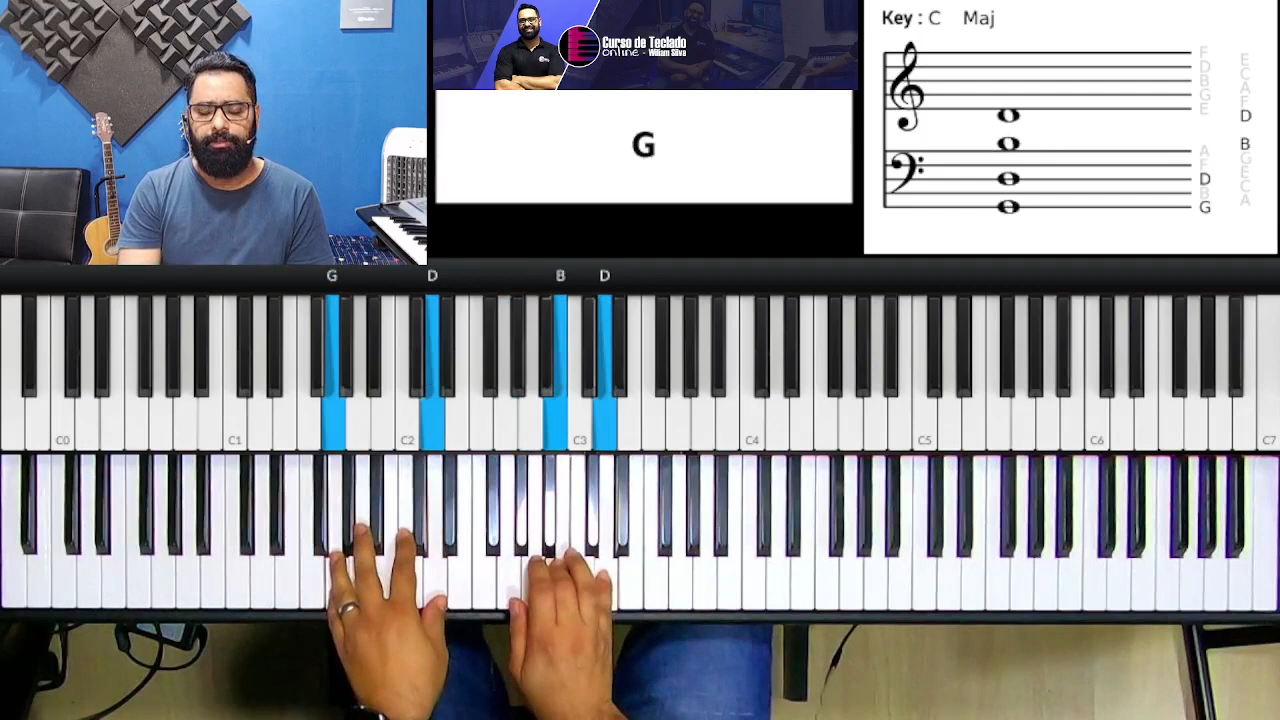 Curso de Teclado
Online - William Silva
G
Key : C Maj
F
D
B
G
E
E
C
A
F
D
B
A
F
D
B
G
G
E
C
A
G D B D
C0 C1 C2 C3 C4 C5 C6 C7